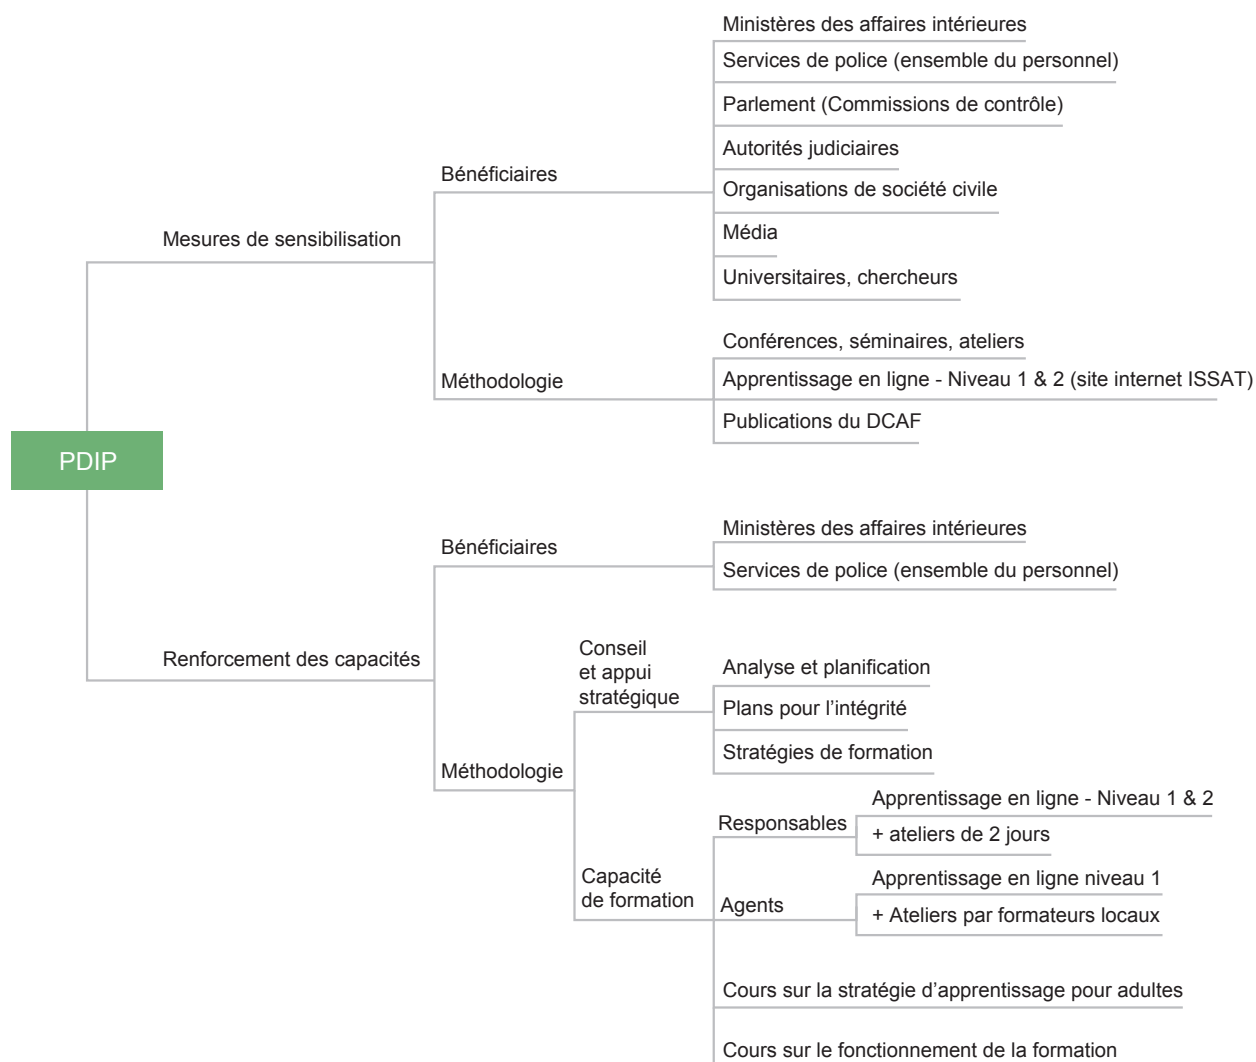 PDIP
Mesures de sensibilisation
Bénéficiaires
Ministères des affaires intérieures
Services de police (ensemble du personnel)
Parlement (Commissions de contrôle)
Autorités judiciaires
Organisations de société civile
Média
Universitaires, chercheurs
Méthodologie
Conférences, séminaires, ateliers
Apprentissage en ligne - Niveau 1 & 2 (site internet ISSAT)
Publications du DCAF
Renforcement des capacités
Bénéficiaires
Ministères des affaires intérieures
Services de police (ensemble du personnel)
Méthodologie
Conseil
et appui
stratégique
Analyse et planification
Plans pour l’intégrité
Stratégies de formation
Capacité
de formation
Responsables
Apprentissage en ligne - Niveau 1 & 2
+ ateliers de 2 jours
Agents
Apprentissage en ligne niveau 1
+ Ateliers par formateurs locaux
Cours sur la stratégie d’apprentissage pour adultes
Cours sur le fonctionnement de la formation